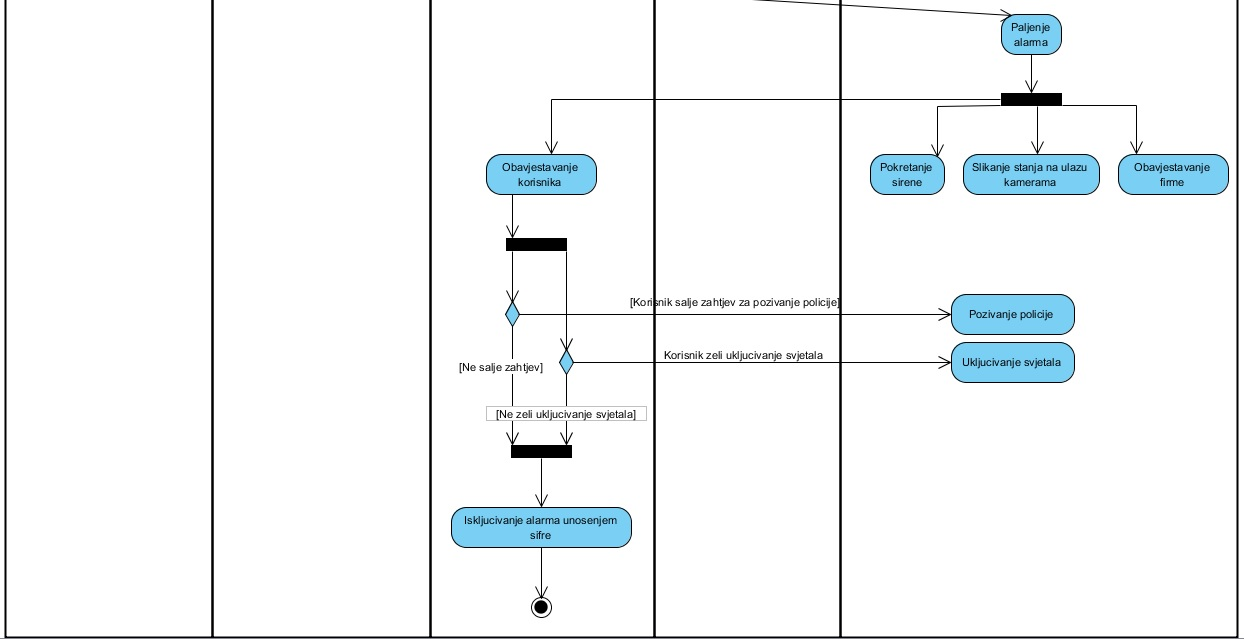 Paljenje
alarma
Obavjestavanje
korisnika
Pokretanje
sirene
Slikanje stanja na ulazu
kamerama
Obavjestavanje
firme
[Korisnik salje zahtjev za pozivanje policije]
Pozivanje policije
Korisnik zeli ukljucivanje svjetala
Ukljucivanje svjetala
[Ne salje zahtjev]
[Ne zeli ukljucivanje svjetala]
Iskljucivanje alarma unosenjem
sifre